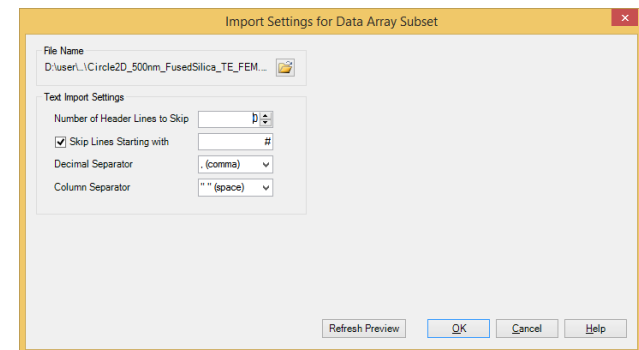 Import Settings for Data Array Subset
File Name
D:\user\..\Circle2D_500nm_FusedSilica_TE_FEM....
Text Import Settings
Number of Header Lines to Skip 0
Skip Lines Starting with #
Decimal Separator , (comma)
Column Separator " " (space)
Refresh Preview OK Cancel Help